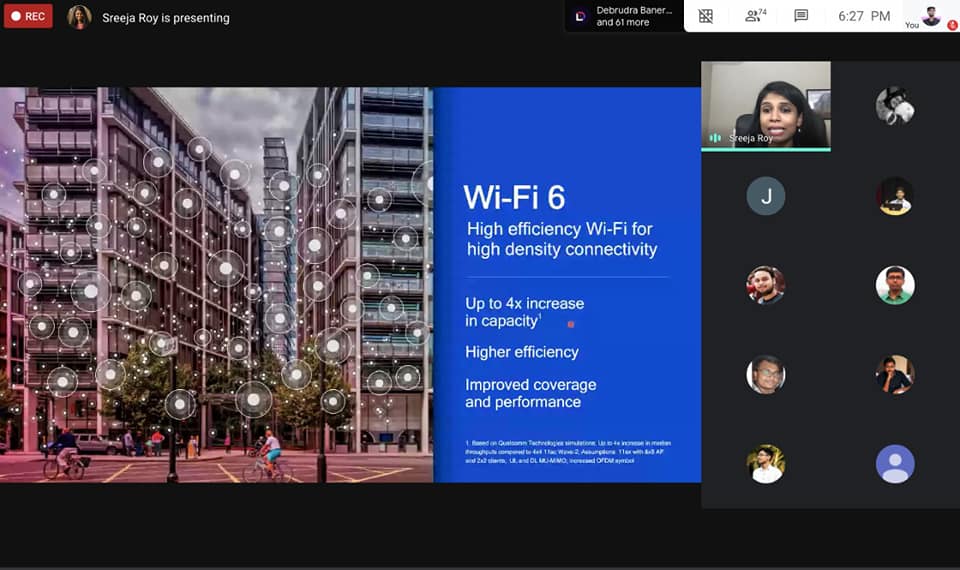 REC
Sreeja Roy is presenting
Debrudra Baner...
and 61 more
74
6:27 PM
You
Sreeja Roy
J
Wi-Fi 6
High efficiency Wi-Fi for
high density connectivity
Up to 4x increase
in capacity¹
Higher efficiency
Improved coverage
and performance
1. Based on Qualcomm Technologies simulations. Up to 4x increase in median
throughputs compared to 4x4 11ac Wave-2; Assumptions 11ax with 8x8 AP
and 2x2 clients, UL and DL MU-MIMO; increased OFDM symbol